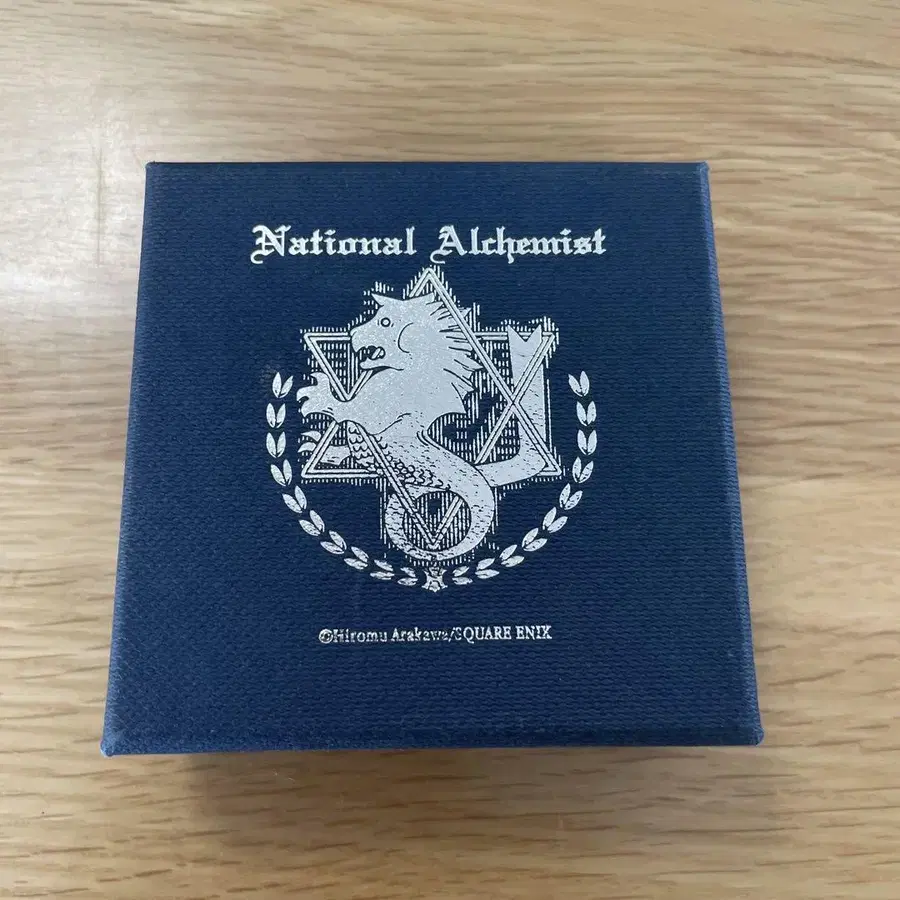 National Alchemist
©Hiromu Arakawa/SQUARE ENIX